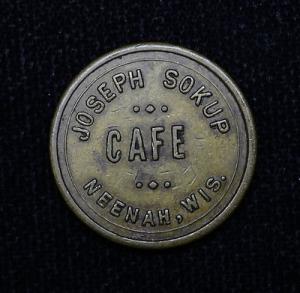 JOSEPH SOKUP
CAFE
NEENAH, WIS.